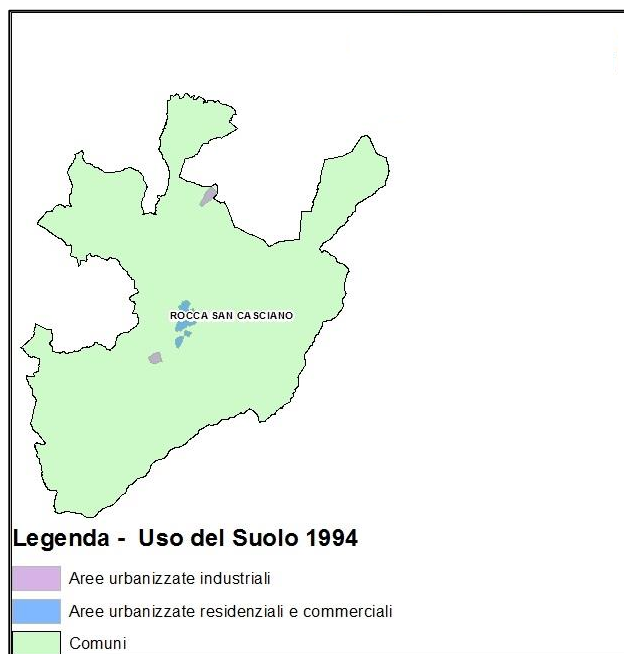 ROCCA SAN CASCIANO
Legenda - Uso del Suolo 1994
Aree urbanizzate industriali
Aree urbanizzate residenziali e commerciali
Comuni